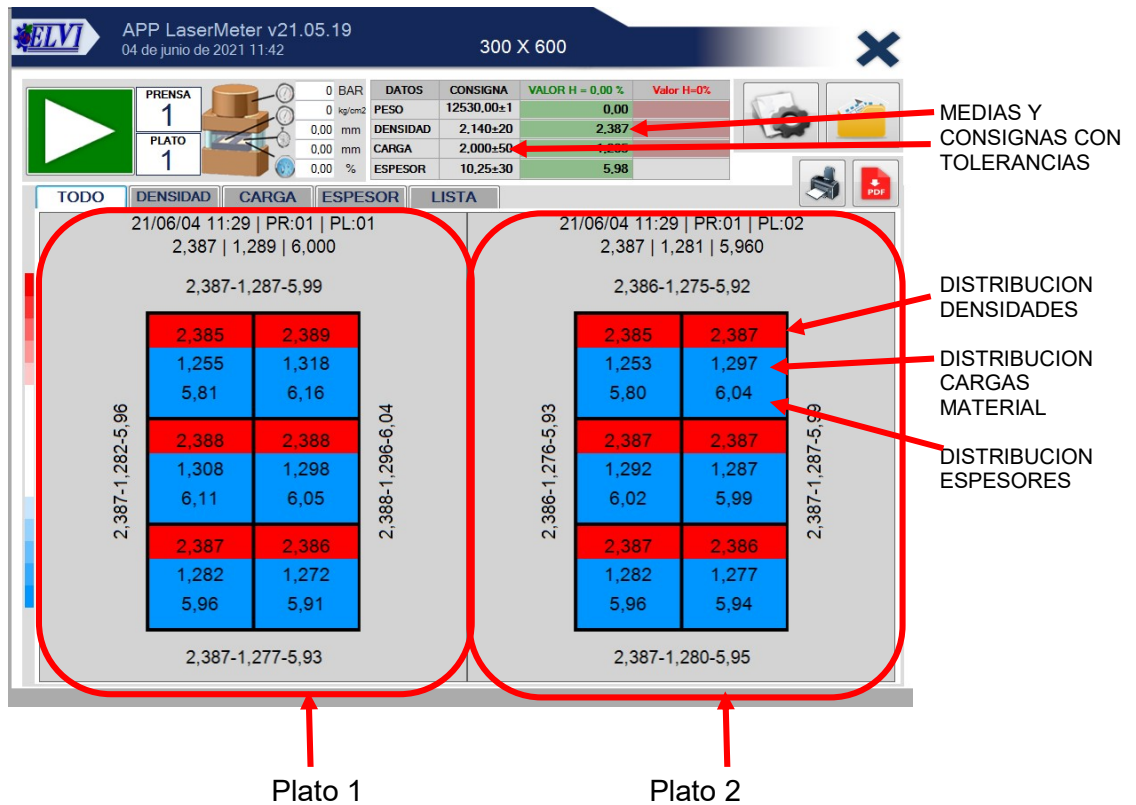 ELVI
APP LaserMeter v21.05.19
04 de junio de 2021 11:42
300 X 600
PRENSA
1
PLATO
1
0 BAR
0 kg/cm2
0,00 mm
0,00 mm
0,00 %
DATOS CONSIGNA VALOR H = 0,00 % Valor H=0%
PESO 12530,00±1 0,00
DENSIDAD 2,140±20 2,387
CARGA 2,000±50
ESPESOR 10,25±30 5,98
PDF
MEDIAS Y
CONSIGNAS CON
TOLERANCIAS
TODO DENSIDAD CARGA ESPESOR LISTA
21/06/04 11:29 | PR:01 | PL:01
2,387 | 1,289 | 6,000
2,387-1,287-5,99
2,387-1,282-5,96
2,385 2,389
1,255 1,318
5,81 6,16
2,388 2,388
1,308 1,298
6,11 6,05
2,387 2,386
1,282 1,272
5,96 5,91
2,388-1,296-6,04
2,387-1,277-5,93
21/06/04 11:29 | PR:01 | PL:02
2,387 | 1,281 | 5,960
2,386-1,275-5,92
2,386-1,276-5,93
2,385 2,387
1,253 1,297
5,80 6,04
2,387 2,387
1,292 1,287
6,02 5,99
2,387 2,386
1,282 1,277
5,96 5,94
2,387-1,287-5,99
2,387-1,280-5,95
DISTRIBUCION
DENSIDADES
DISTRIBUCION
CARGAS
MATERIAL
DISTRIBUCION
ESPESORES
Plato 1
Plato 2